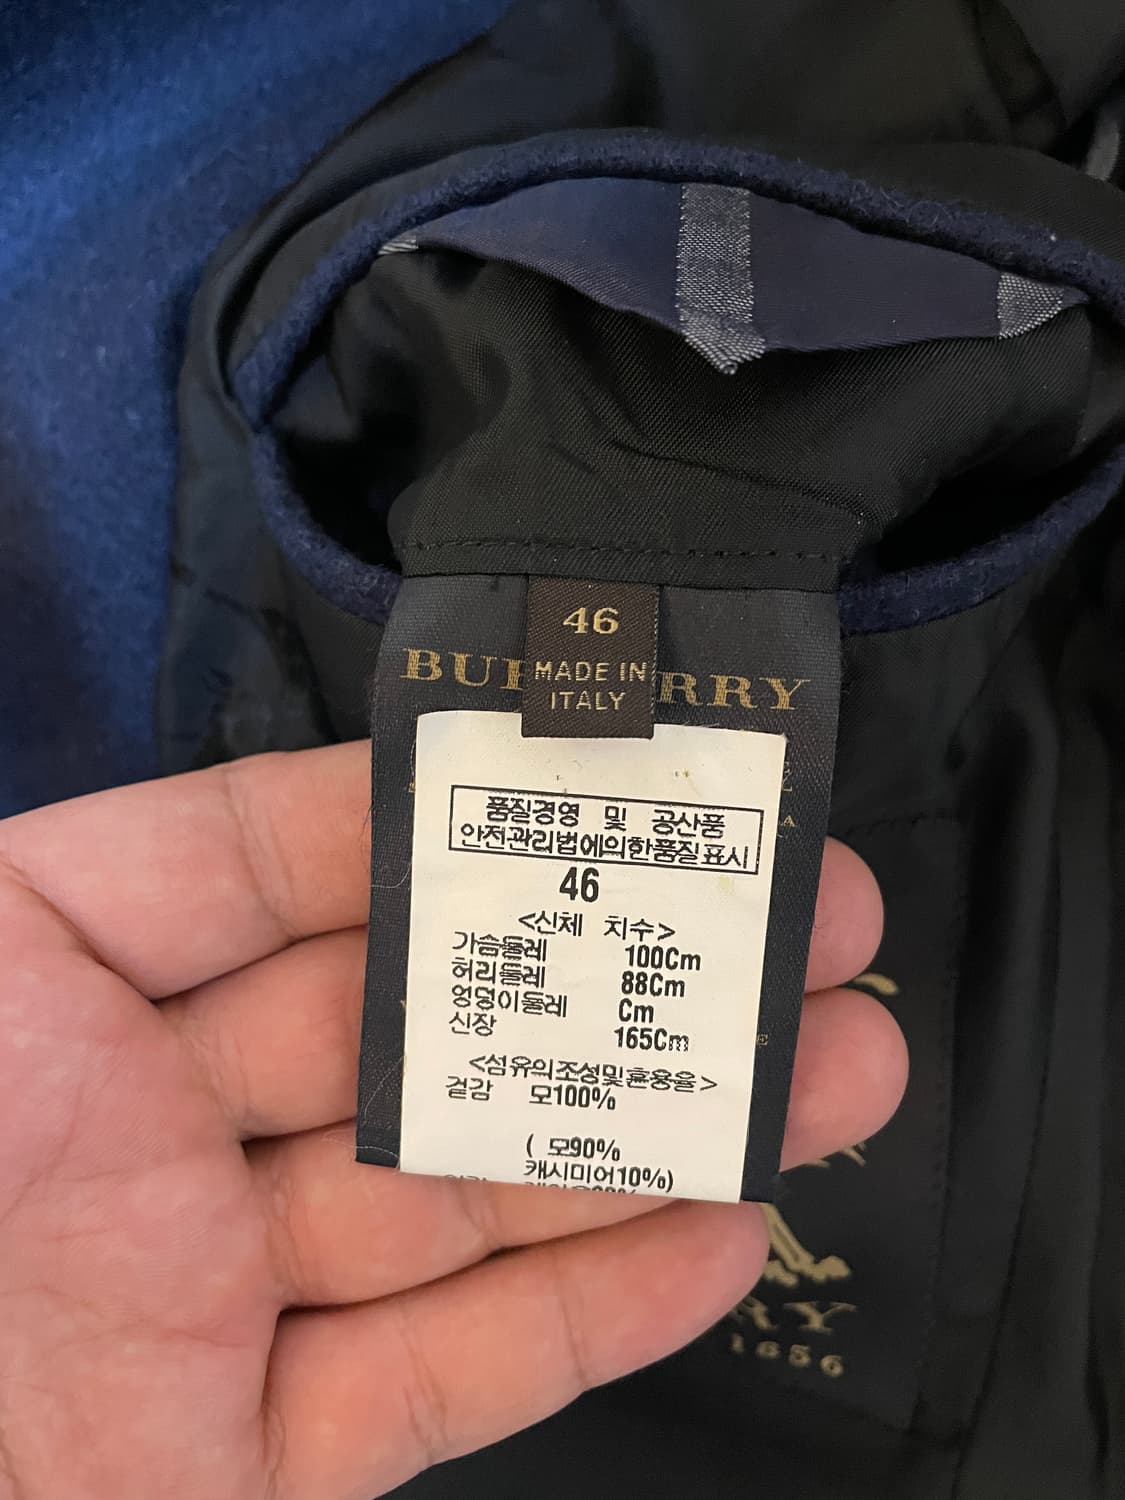 46
MADE IN
ITALY
BU RRY
품질경영 및 공산품
안전관리법에의한품질표시
46
<신체 치수>
가슴둘레 100Cm
허리둘레 88Cm
엉덩이둘레 Cm
신장 165Cm
<섬유의조성및혼용율>
겉감 모100%
( 모90%
캐시미어10%)
RY
1856